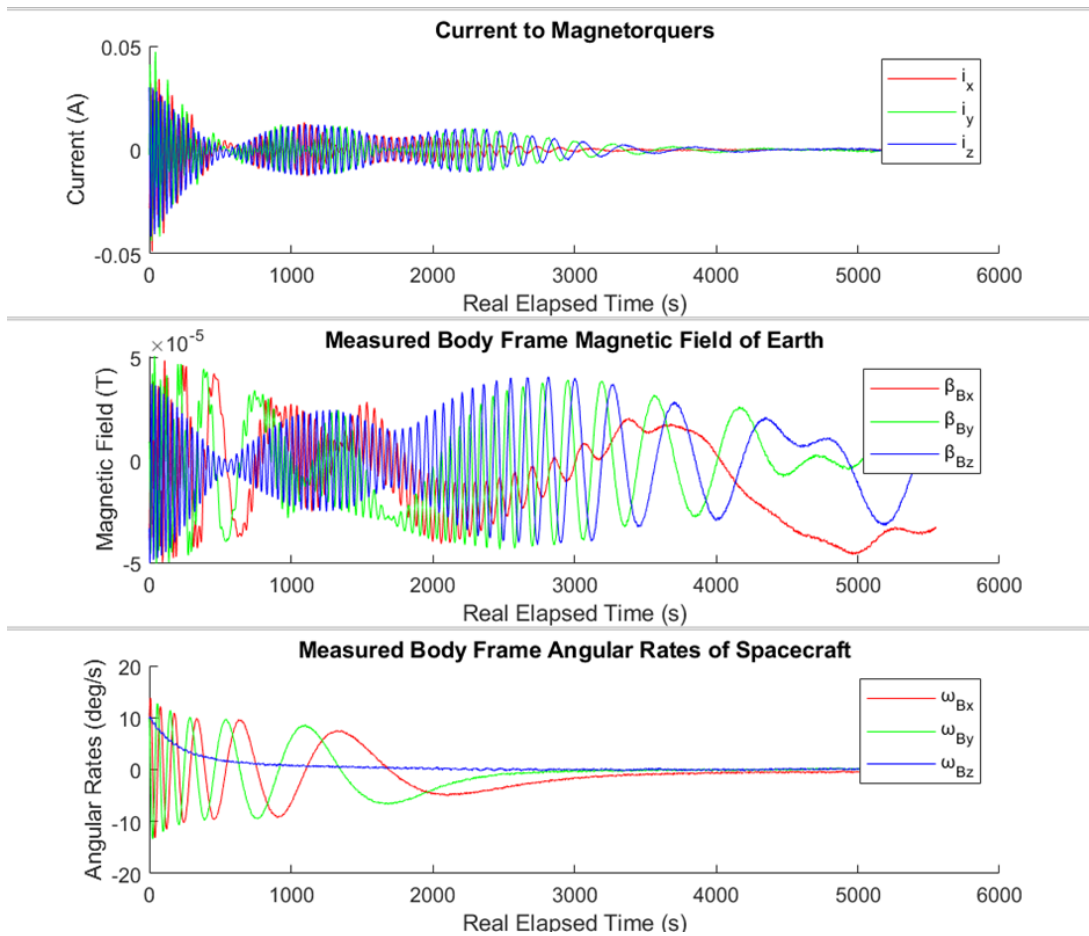 Current to Magnetorquers
0.05
0
-0.05
Current (A)
i_x
i_y
i_z
0 1000 2000 3000 4000 5000 6000
Real Elapsed Time (s)
Measured Body Frame Magnetic Field of Earth
×10^-5
5
0
-5
Magnetic Field (T)
β_Bx
β_By
β_Bz
0 1000 2000 3000 4000 5000 6000
Real Elapsed Time (s)
Measured Body Frame Angular Rates of Spacecraft
20
10
0
-10
-20
Angular Rates (deg/s)
ω_Bx
ω_By
ω_Bz
0 1000 2000 3000 4000 5000 6000
Real Elapsed Time (s)